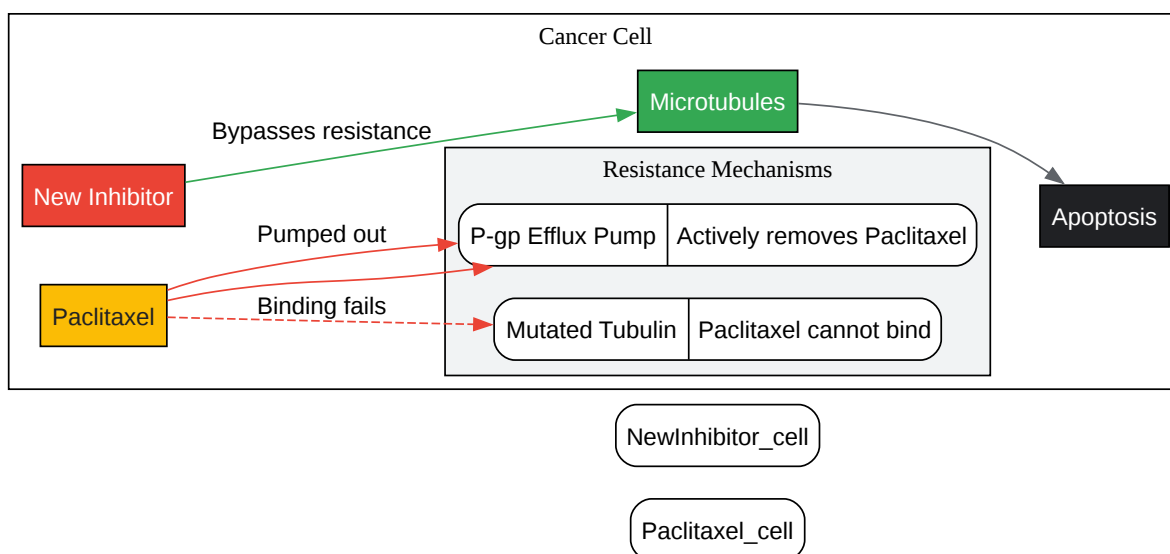 Cancer Cell
Microtubules
Bypasses resistance
Resistance Mechanisms
New Inhibitor
Apoptosis
P-gp Efflux Pump
Actively removes Paclitaxel
Pumped out
Paclitaxel
Binding fails
Mutated Tubulin
Paclitaxel cannot bind
NewInhibitor_cell
Paclitaxel_cell